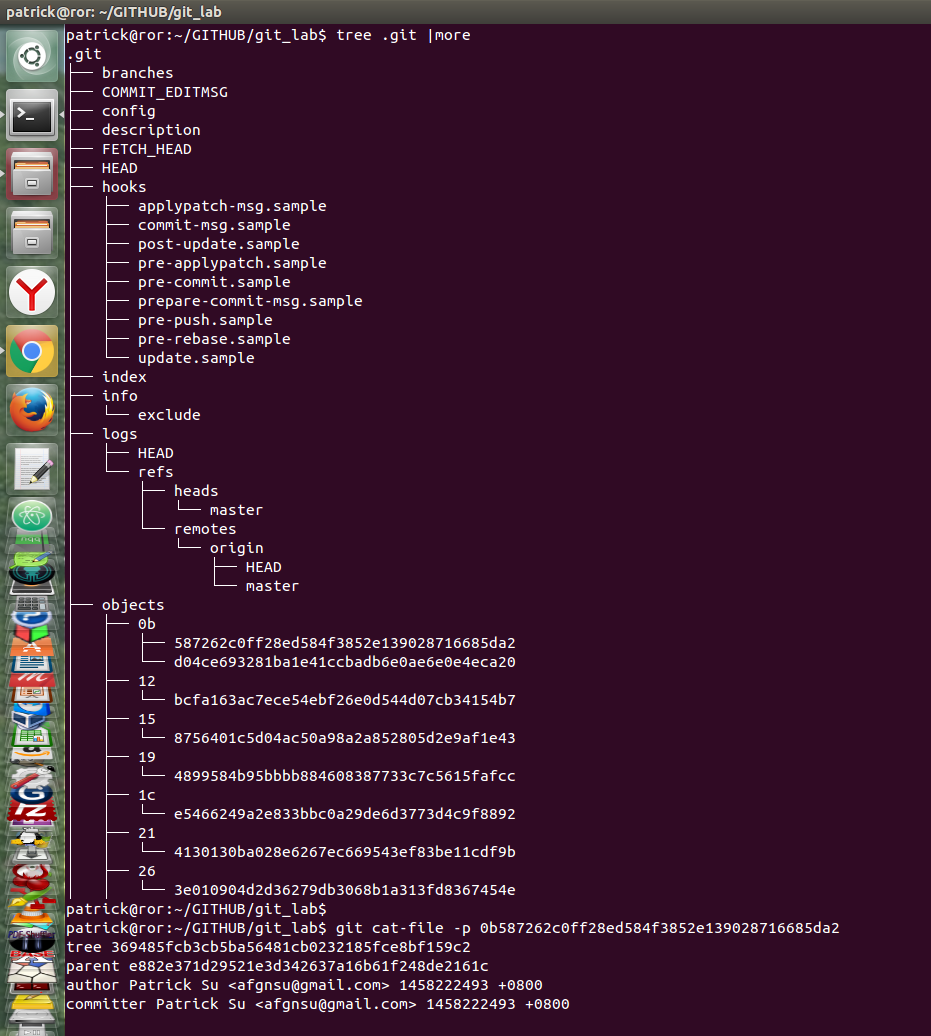 patrick@ror: ~/GITHUB/git_lab
patrick@ror:~/GITHUB/git_lab$ tree .git |more
.git
├── branches
├── COMMIT_EDITMSG
├── config
├── description
├── FETCH_HEAD
├── HEAD
├── hooks
│   ├── applypatch-msg.sample
│   ├── commit-msg.sample
│   ├── post-update.sample
│   ├── pre-applypatch.sample
│   ├── pre-commit.sample
│   ├── prepare-commit-msg.sample
│   ├── pre-push.sample
│   ├── pre-rebase.sample
│   └── update.sample
├── index
├── info
│   └── exclude
├── logs
│   ├── HEAD
│   └── refs
│       ├── heads
│       │   └── master
│       └── remotes
│           └── origin
│               ├── HEAD
│               └── master
├── objects
│   ├── 0b
│   │   ├── 587262c0ff28ed584f3852e139028716685da2
│   │   └── d04ce693281ba1e41ccbadb6e0ae6e0e4eca20
│   ├── 12
│   │   └── bcfa163ac7ece54ebf26e0d544d07cb34154b7
│   ├── 15
│   │   └── 8756401c5d04ac50a98a2a852805d2e9af1e43
│   ├── 19
│   │   └── 4899584b95bbbb884608387733c7c5615fafcc
│   ├── 1c
│   │   └── e5466249a2e833bbc0a29de6d3773d4c9f8892
│   ├── 21
│   │   └── 4130130ba028e6267ec669543ef83be11cdf9b
│   ├── 26
│   │   └── 3e010904d2d36279db3068b1a313fd8367454e
patrick@ror:~/GITHUB/git_lab$
patrick@ror:~/GITHUB/git_lab$ git cat-file -p 0b587262c0ff28ed584f3852e139028716685da2
tree 369485fcb3cb5ba56481cb0232185fce8bf159c2
parent e882e371d29521e3d342637a16b61f248de2161c
author Patrick Su <afgnsu@gmail.com> 1458222493 +0800
committer Patrick Su <afgnsu@gmail.com> 1458222493 +0800